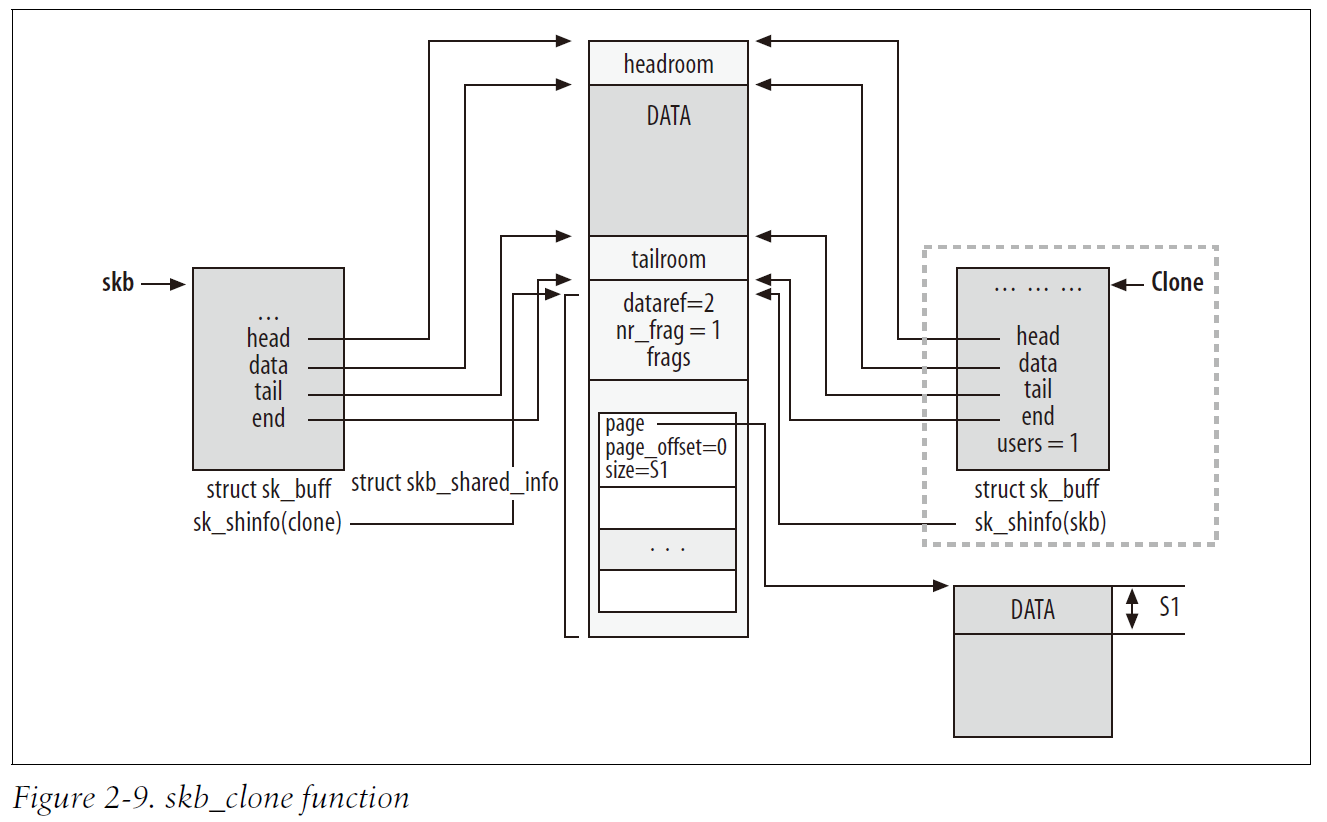 headroom
DATA
tailroom
dataref=2
nr_frag = 1
frags
page
page_offset=0
size=S1
. . .
skb
...
head
data
tail
end
struct sk_buff
sk_shinfo(clone)
struct skb_shared_info
Clone
... ... ...
head
data
tail
end
users = 1
struct sk_buff
sk_shinfo(skb)
DATA
S1
Figure 2-9. skb_clone function